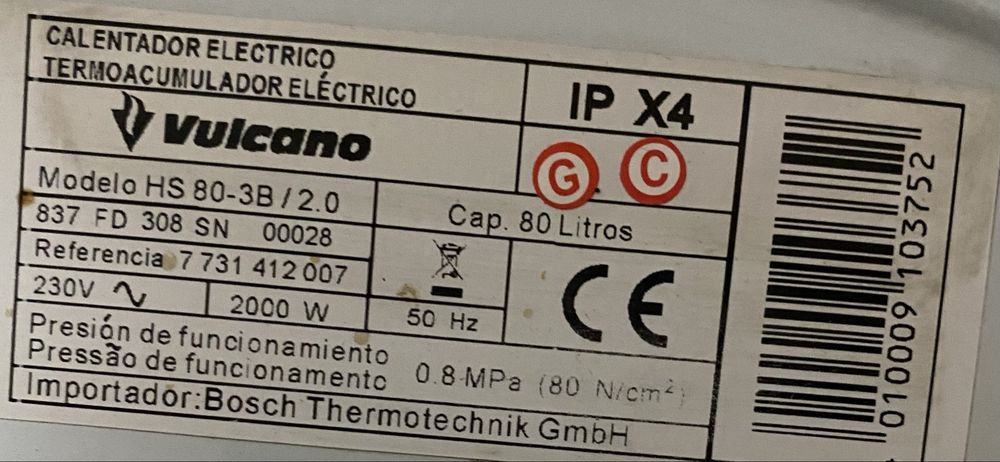 CALENTADOR ELECTRICO
TERMOACUMULADOR ELÉCTRICO
IP X4
Vulcano
G C
Modelo HS 80-3B / 2.0
Cap. 80 Litros
837 FD 308 SN 00028
Referencia 7 731 412 007
230V 2000 W 50 Hz
CE
Presión de funcionamiento
Pressão de funcionamento 0.8 MPa (80 N/cm²)
Importador:Bosch Thermotechnik GmbH
010009103752